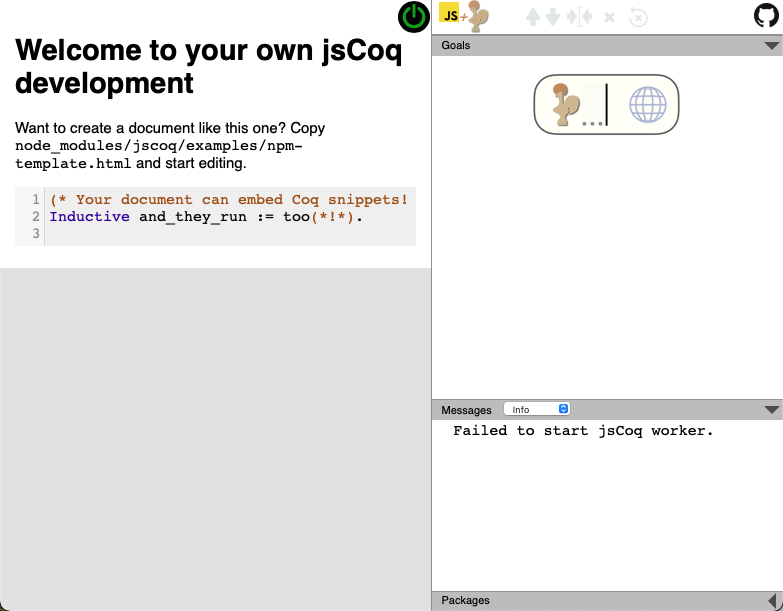 Welcome to your own jsCoq
development
Want to create a document like this one? Copy
node_modules/jscoq/examples/npm-
template.html and start editing.
1 (* Your document can embed Coq snippets!
2 Inductive and_they_run := too(*!*).
3
JS+
Goals
...
Messages Info
Failed to start jsCoq worker.
Packages